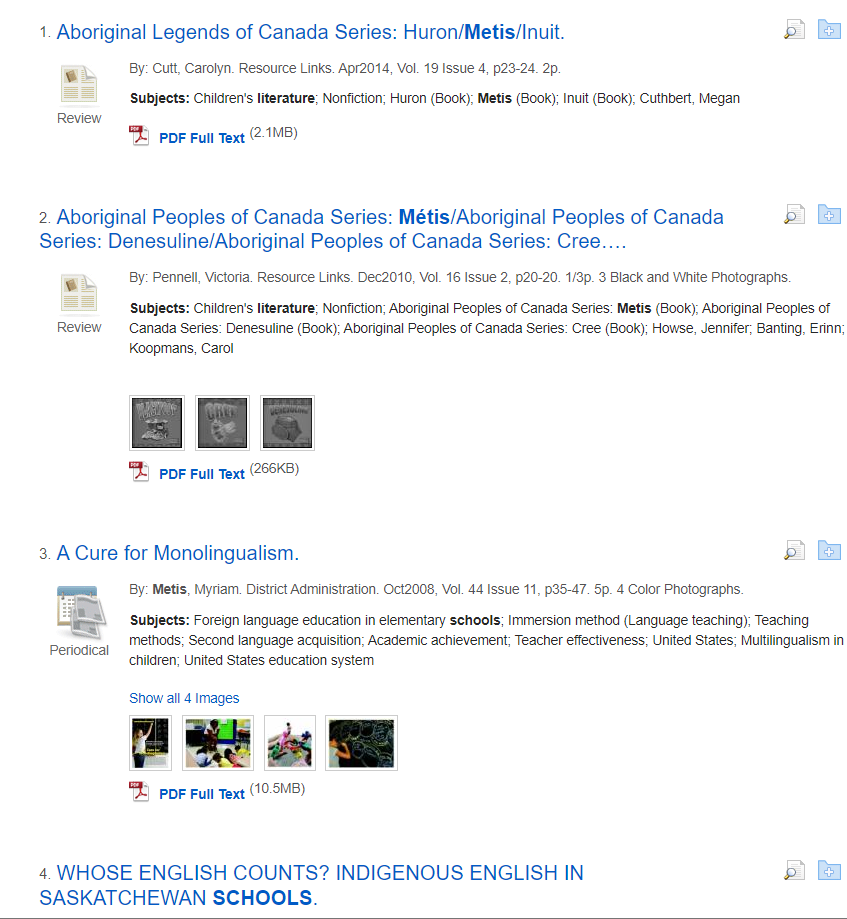 1. Aboriginal Legends of Canada Series: Huron/Metis/Inuit.
By: Cutt, Carolyn. Resource Links. Apr2014, Vol. 19 Issue 4, p23-24. 2p.
Review
Subjects: Children's literature; Nonfiction; Huron (Book); Metis (Book); Inuit (Book); Cuthbert, Megan
PDF Full Text (2.1MB)
2. Aboriginal Peoples of Canada Series: Métis/Aboriginal Peoples of Canada
Series: Denesuline/Aboriginal Peoples of Canada Series: Cree….
By: Pennell, Victoria. Resource Links. Dec2010, Vol. 16 Issue 2, p20-20. 1/3p. 3 Black and White Photographs.
Review
Subjects: Children's literature; Nonfiction; Aboriginal Peoples of Canada Series: Metis (Book); Aboriginal Peoples of
Canada Series: Denesuline (Book); Aboriginal Peoples of Canada Series: Cree (Book); Howse, Jennifer; Banting, Erinn;
Koopmans, Carol
PDF Full Text (266KB)
3. A Cure for Monolingualism.
By: Metis, Myriam. District Administration. Oct2008, Vol. 44 Issue 11, p35-47. 5p. 4 Color Photographs.
Periodical
Subjects: Foreign language education in elementary schools; Immersion method (Language teaching); Teaching
methods; Second language acquisition; Academic achievement; Teacher effectiveness; United States; Multilingualism in
children; United States education system
Show all 4 Images
PDF Full Text (10.5MB)
4. WHOSE ENGLISH COUNTS? INDIGENOUS ENGLISH IN
SASKATCHEWAN SCHOOLS.